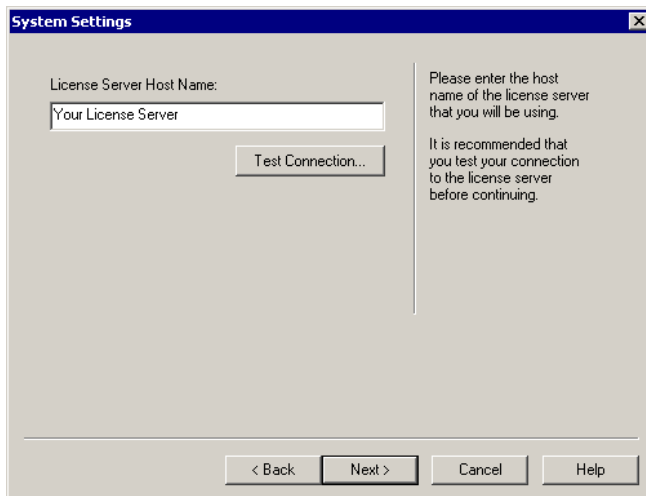 System Settings
License Server Host Name:
Your License Server
Test Connection...
Please enter the host
name of the license server
that you will be using.
It is recommended that
you test your connection
to the license server
before continuing.
< Back
Next >
Cancel
Help